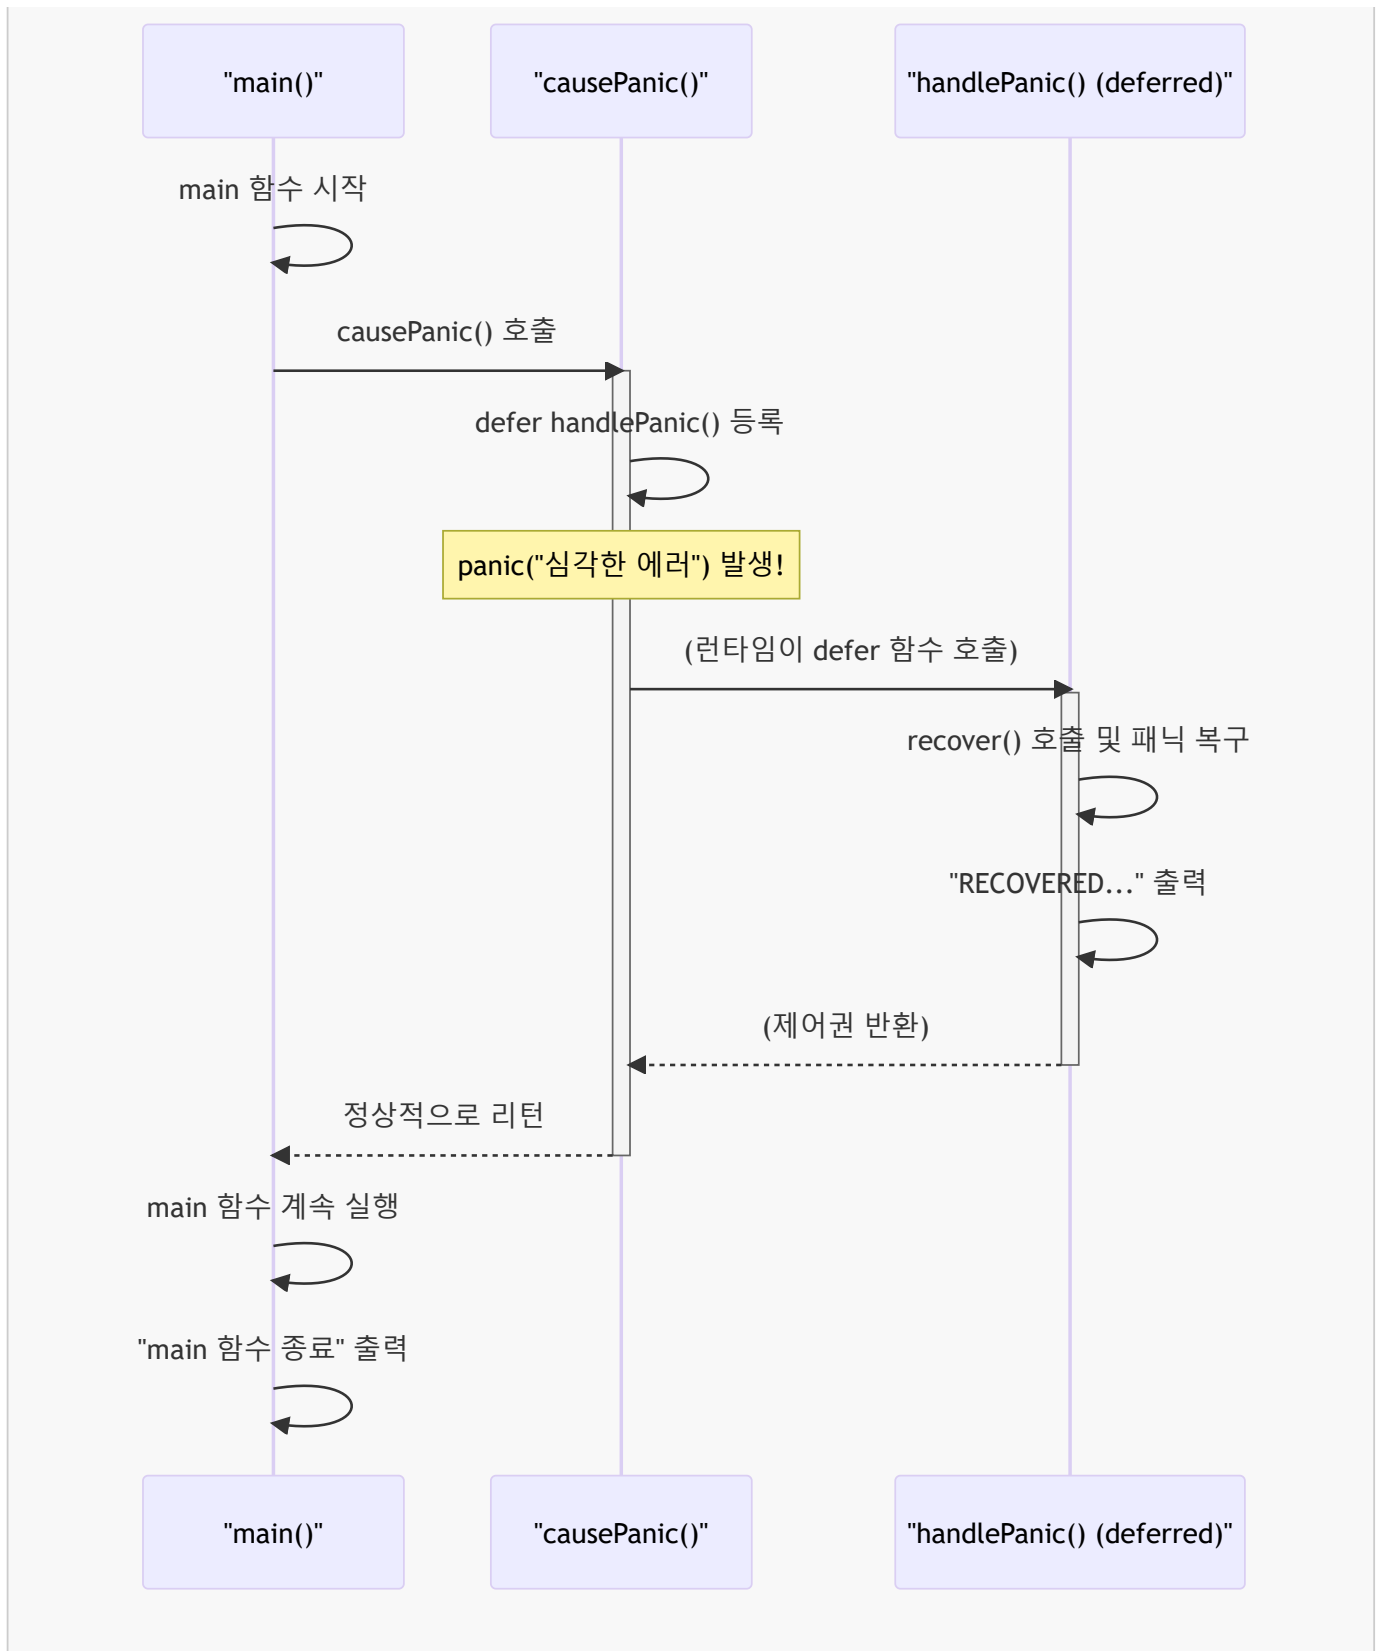 "main()"
"causePanic()"
"handlePanic() (deferred)"
main 함수 시작
causePanic() 호출
defer handlePanic() 등록
panic("심각한 에러") 발생!
(런타임이 defer 함수 호출)
recover() 호출 및 패닉 복구
"RECOVERED..." 출력
(제어권 반환)
정상적으로 리턴
main 함수 계속 실행
"main 함수 종료" 출력
"main()"
"causePanic()"
"handlePanic() (deferred)"